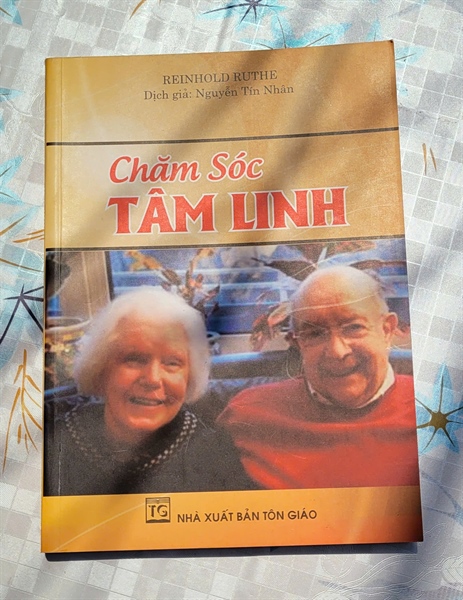 REINHOLD RUTHE
Dịch giả: Nguyễn Tín Nhân
Chăm Sóc
TÂM LINH
TG
NHÀ XUẤT BẢN TÔN GIÁO